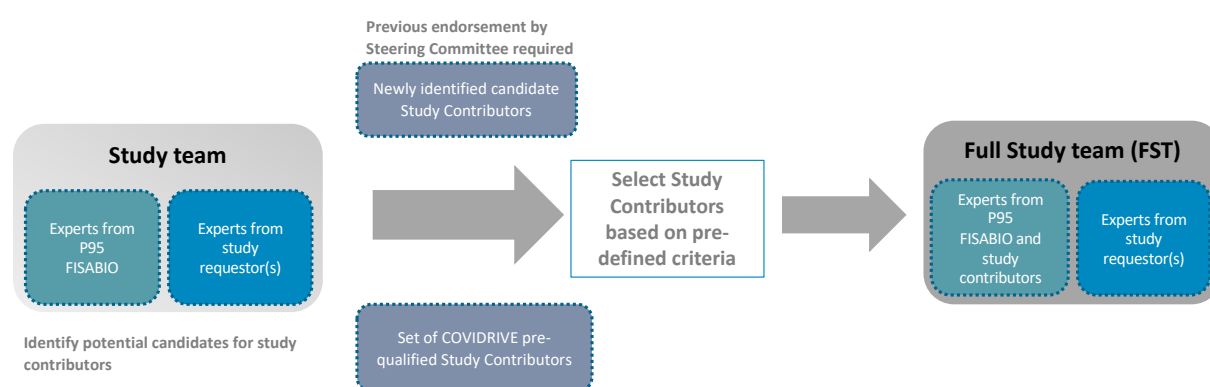 Previous endorsement by
Steering Committee required
Newly identified candidate
Study Contributors
Study team
Experts from
P95
FISABIO
Experts from
study
requestor(s)
Identify potential candidates for study
contributors
Select Study
Contributors
based on pre-
defined criteria
Set of COVIDRIVE pre-
qualified Study Contributors
Full Study team (FST)
Experts from
P95
FISABIO and
study
contributors
Experts from
study
requestor(s)